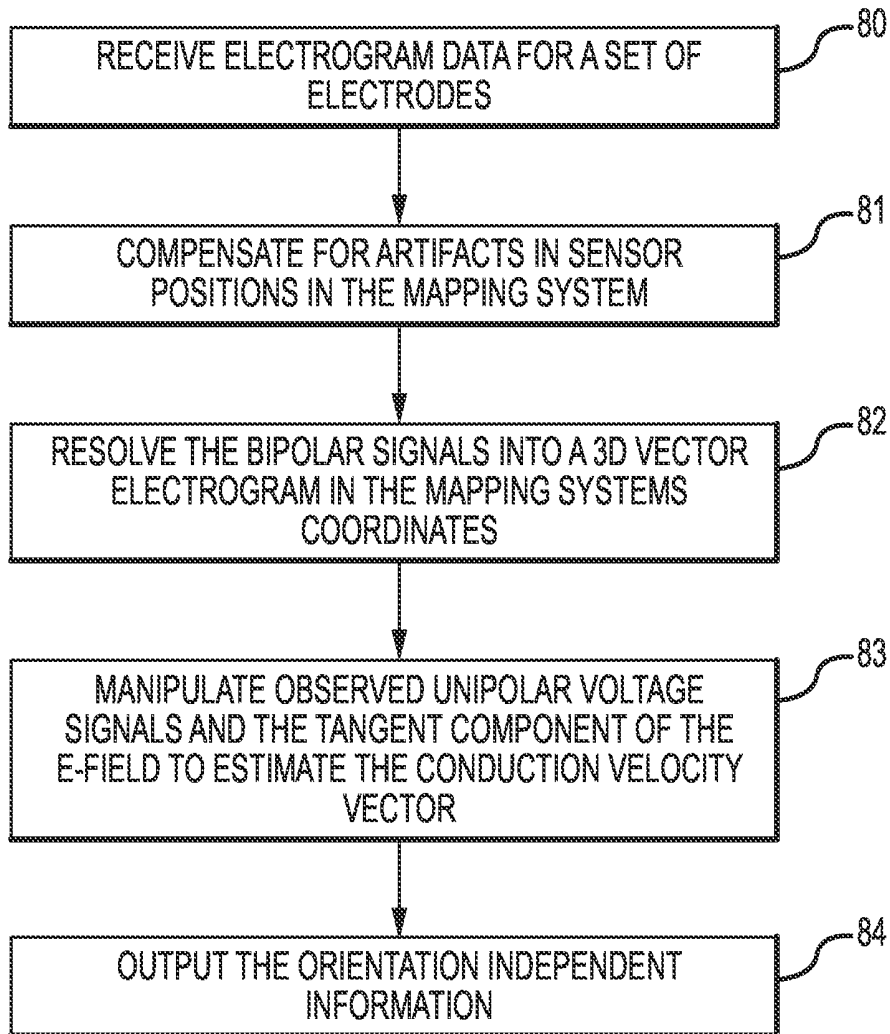 80
RECEIVE ELECTROGRAM DATA FOR A SET OF
ELECTRODES
81
COMPENSATE FOR ARTIFACTS IN SENSOR
POSITIONS IN THE MAPPING SYSTEM
82
RESOLVE THE BIPOLAR SIGNALS INTO A 3D VECTOR
ELECTROGRAM IN THE MAPPING SYSTEMS
COORDINATES
83
MANIPULATE OBSERVED UNIPOLAR VOLTAGE
SIGNALS AND THE TANGENT COMPONENT OF THE
E-FIELD TO ESTIMATE THE CONDUCTION VELOCITY
VECTOR
84
OUTPUT THE ORIENTATION INDEPENDENT
INFORMATION